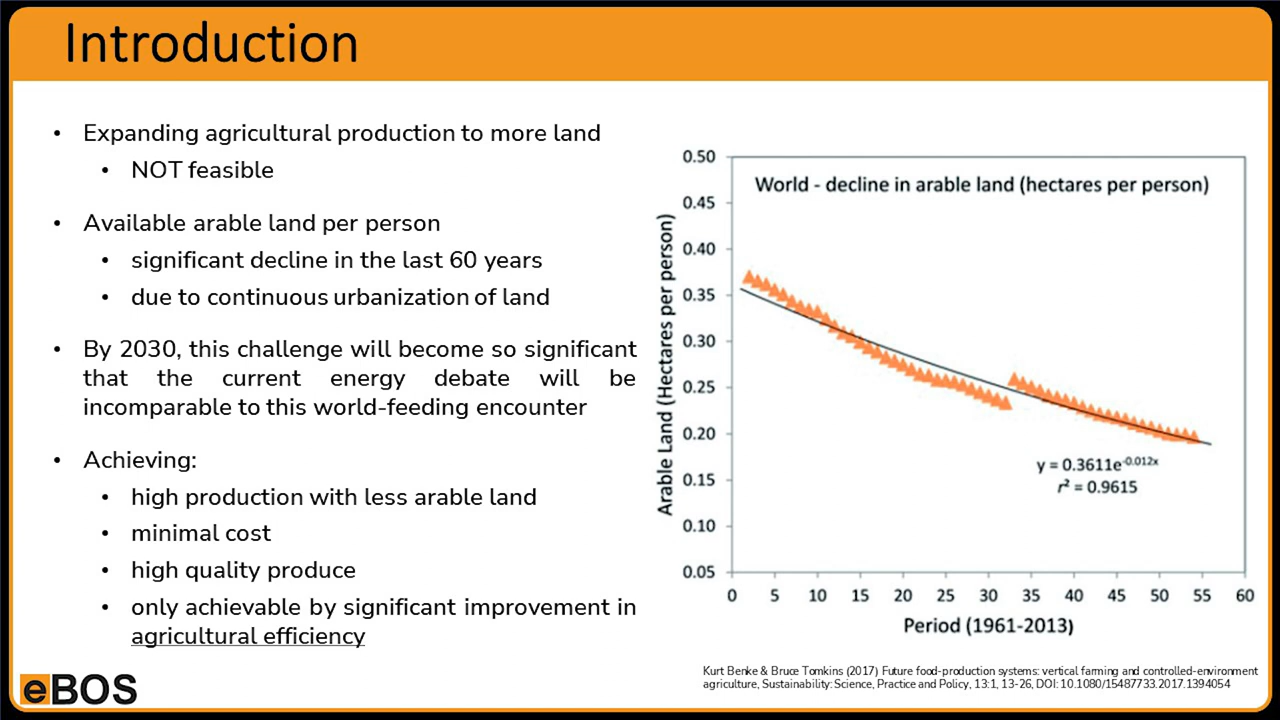 Introduction
• Expanding agricultural production to more land
• NOT feasible
• Available arable land per person
• significant decline in the last 60 years
• due to continuous urbanization of land
• By 2030, this challenge will become so significant
that the current energy debate will be
incomparable to this world-feeding encounter
• Achieving:
• high production with less arable land
• minimal cost
• high quality produce
• only achievable by significant improvement in
agricultural efficiency
World - decline in arable land (hectares per person)
Arable Land (Hectares per person)
0.50
0.45
0.40
0.35
0.30
0.25
0.20
0.15
0.10
0.05
y = 0.3611e^-0.012x
r² = 0.9615
0 5 10 15 20 25 30 35 40 45 50 55 60
Period (1961-2013)
Kurt Benke & Bruce Tomkins (2017) Future food-production systems: vertical farming and controlled-environment
agriculture, Sustainability: Science, Practice and Policy, 13:1, 13-26, DOI: 10.1080/15487733.2017.1394054
eBOS